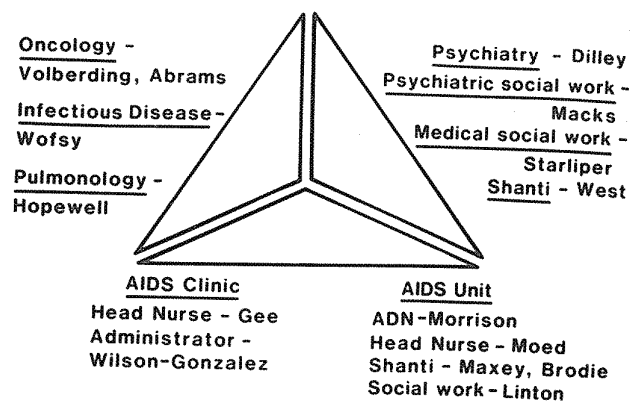 Oncology -
Volberding, Abrams
Infectious Disease-
Wofsy
Pulmonology -
Hopewell
Psychiatry - Dilley
Psychiatric social work -
Macks
Medical social work -
Starliper
Shanti - West
AIDS Clinic
Head Nurse - Gee
Administrator -
Wilson-Gonzalez
AIDS Unit
ADN-Morrison
Head Nurse-Moed
Shanti - Maxey, Brodie
Social work-Linton